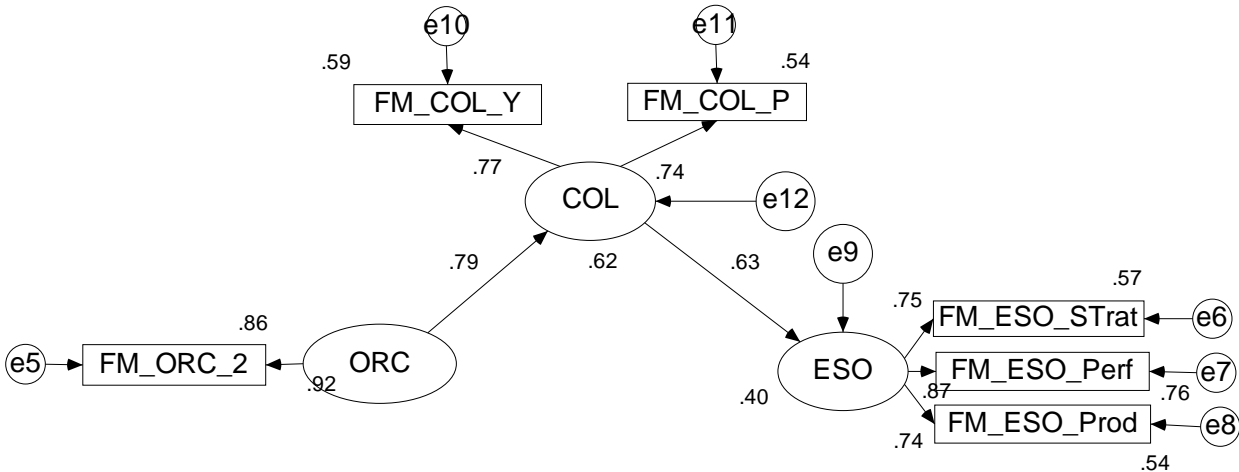 e10
e11
.59
.54
FM_COL_Y
FM_COL_P
.77
.74
COL
e12
.79
.62
.63
e9
.57
.75
FM_ESO_STrat
e6
.86
e5
FM_ORC_2
.92
ORC
ESO
.87
FM_ESO_Perf
e7
.40
.76
.74
FM_ESO_Prod
e8
.54